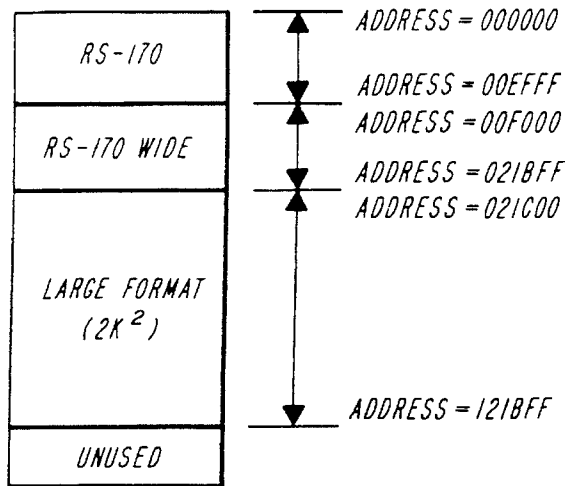 RS-170
ADDRESS = 000000
ADDRESS = 00EFFF
RS-170 WIDE
ADDRESS = 00F000
ADDRESS = 021BFF
LARGE FORMAT
(2K²)
ADDRESS = 021C00
ADDRESS = 121BFF
UNUSED